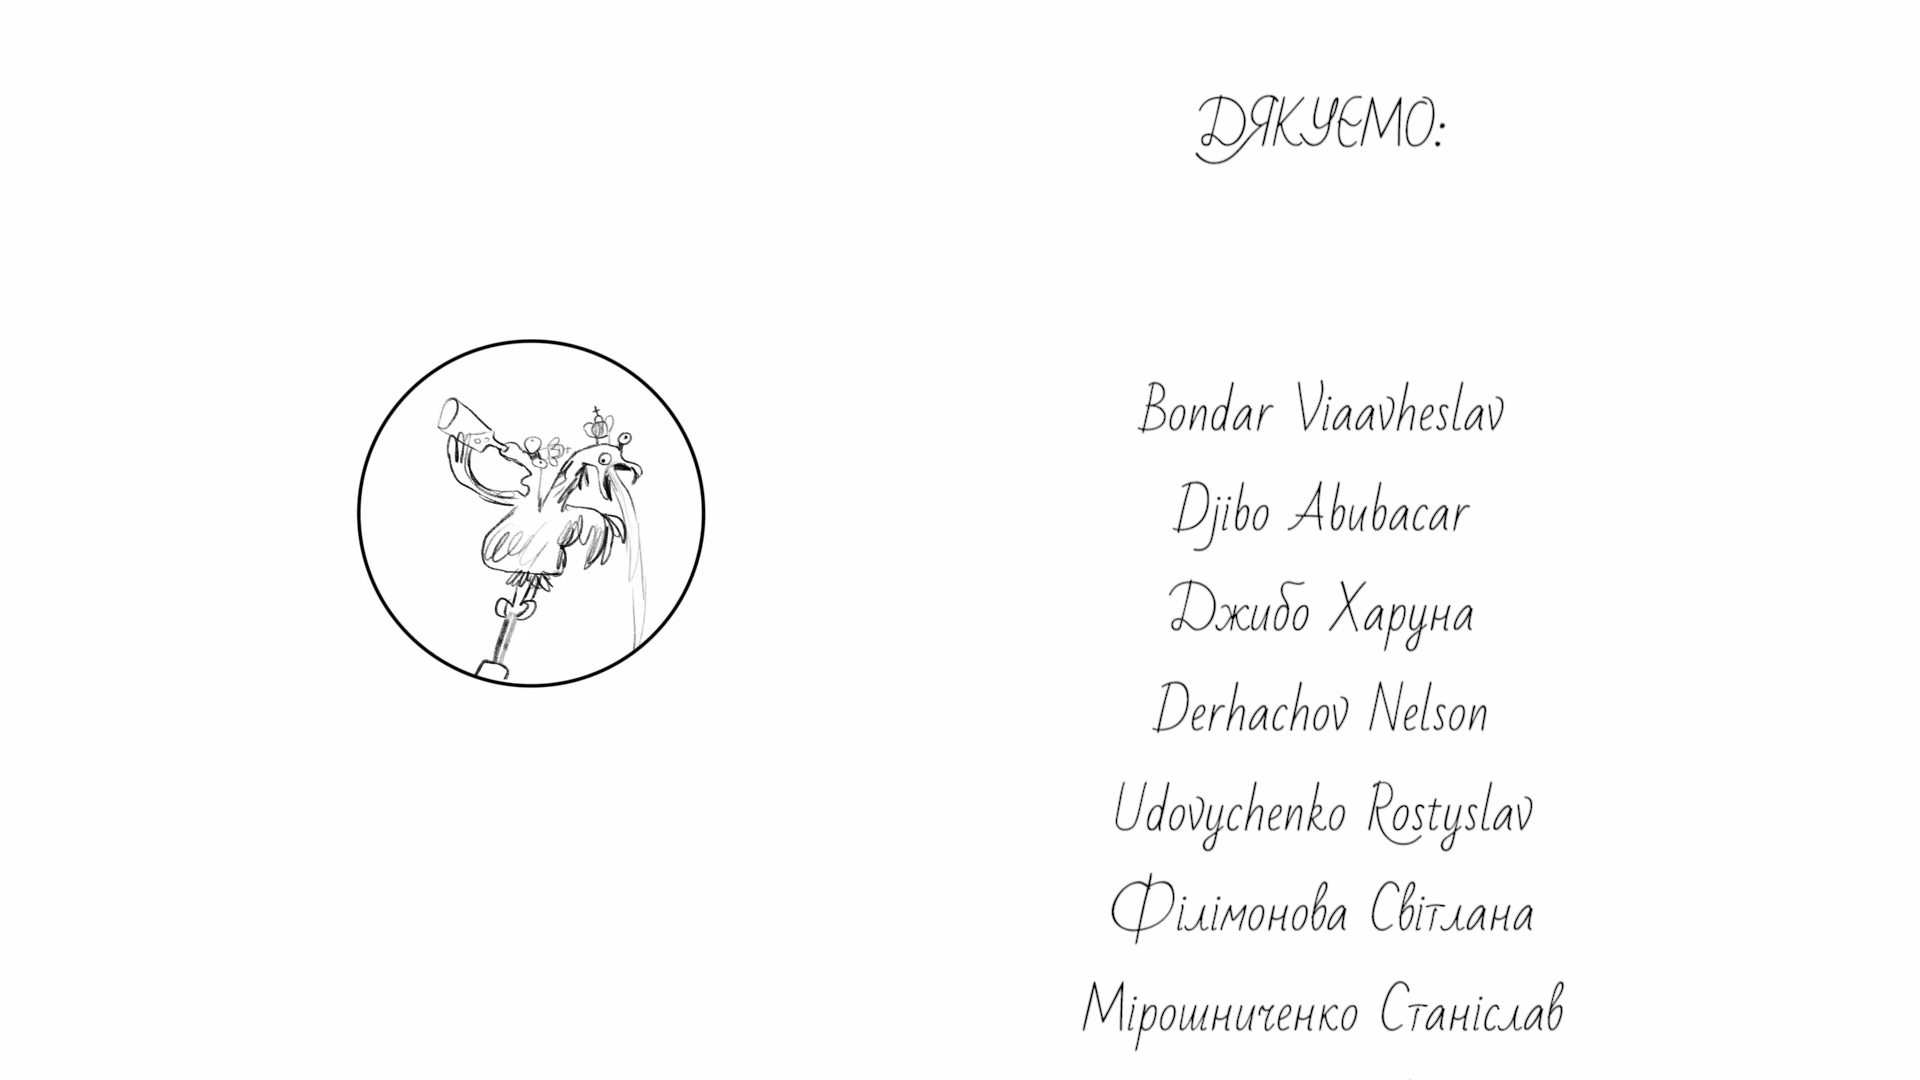 ДЯКУЄМО:
Bondar Viaavheslav
Djibo Abubacar
Джибо Харуна
Derhachov Nelson
Udovychenko Rostyslav
Філімонова Світлана
Мірошниченко Станіслав